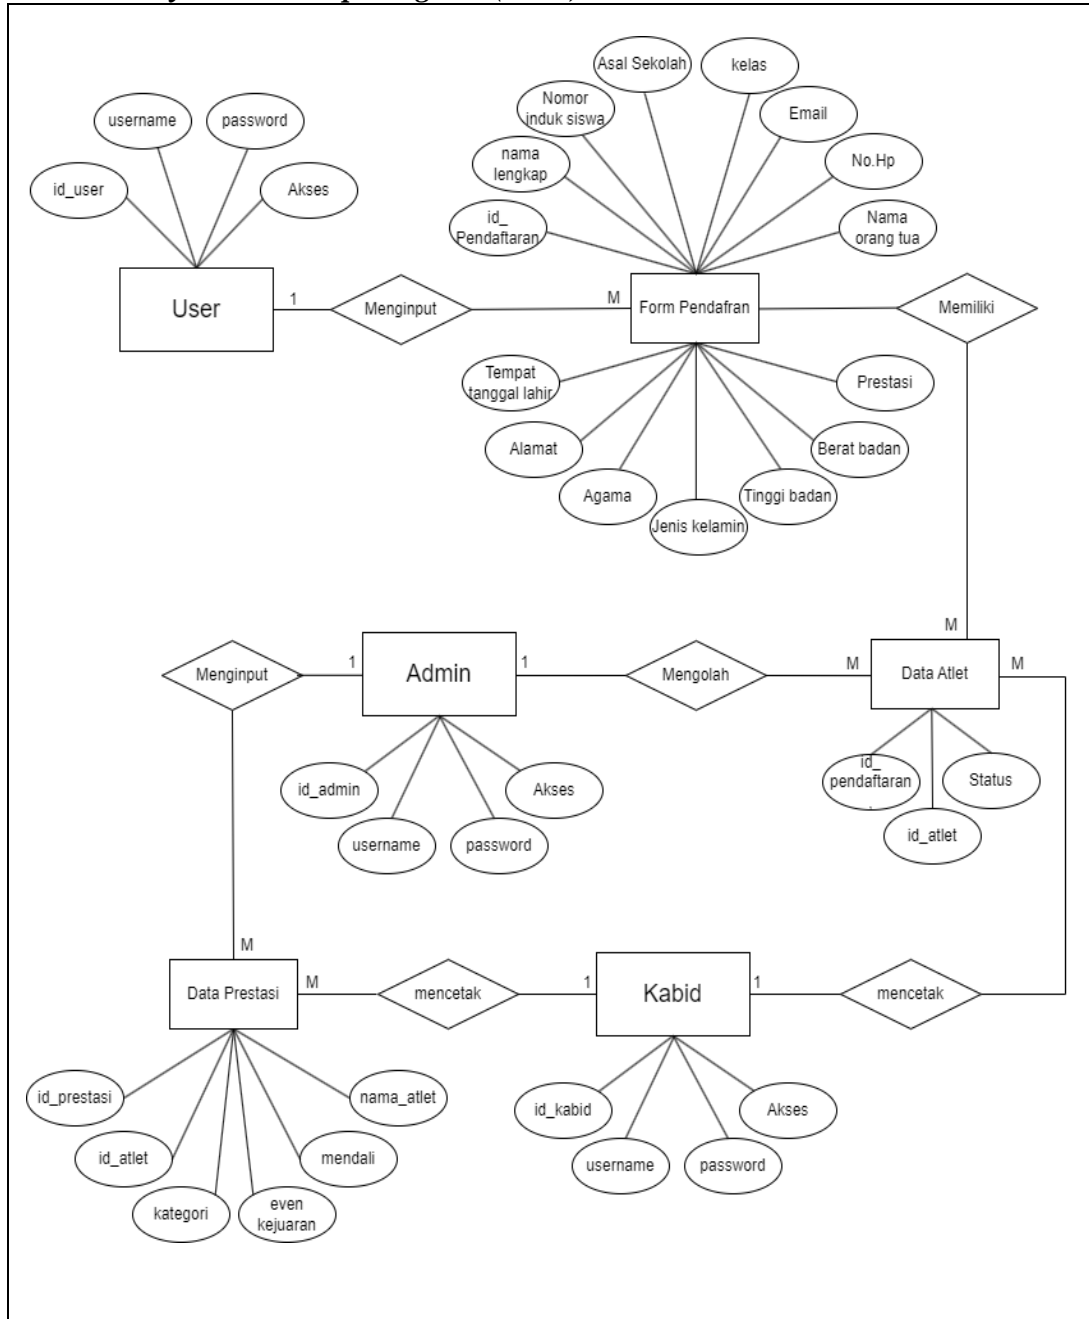 Asal Sekolah
kelas
Nomor
induk siswa
Email
username
password
nama
lengkap
No.Hp
id_user
Akses
id_
Pendaftaran
Nama
orang tua
User
1
Menginput
M
Form Pendafran
Memiliki
Tempat
tanggal lahir
Prestasi
Alamat
Berat badan
Agama
Tinggi badan
Jenis kelamin
M
Menginput
1
Admin
1
Mengolah
M
Data Atlet
M
id_admin
Akses
id_
pendaftaran
Status
username
password
id_atlet
M
Data Prestasi
M
mencetak
1
Kabid
1
mencetak
id_prestasi
nama_atlet
id_kabid
Akses
id_atlet
mendali
username
password
kategori
even
kejuaran